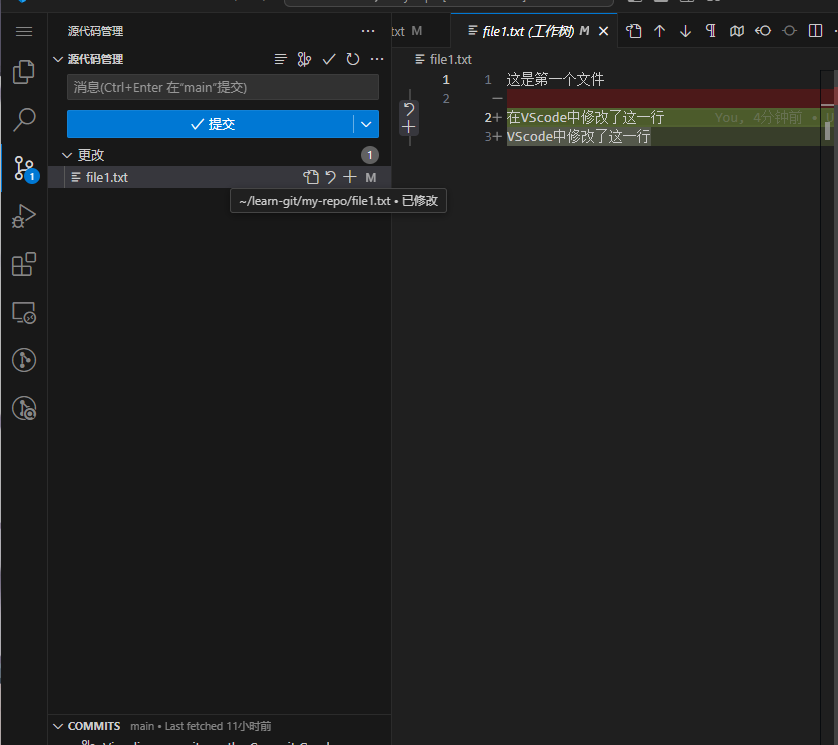 源代码管理
源代码管理
消息(Ctrl+Enter 在"main"提交)
提交
更改 1
file1.txt M
~/learn-git/my-repo/file1.txt • 已修改
1
COMMITS main • Last fetched 11小时前
txt M
file1.txt (工作树) M
file1.txt
1 1 这是第一个文件
2 —
2+ 在VScode中修改了这一行 You, 4分钟前 •
3+ VScode中修改了这一行